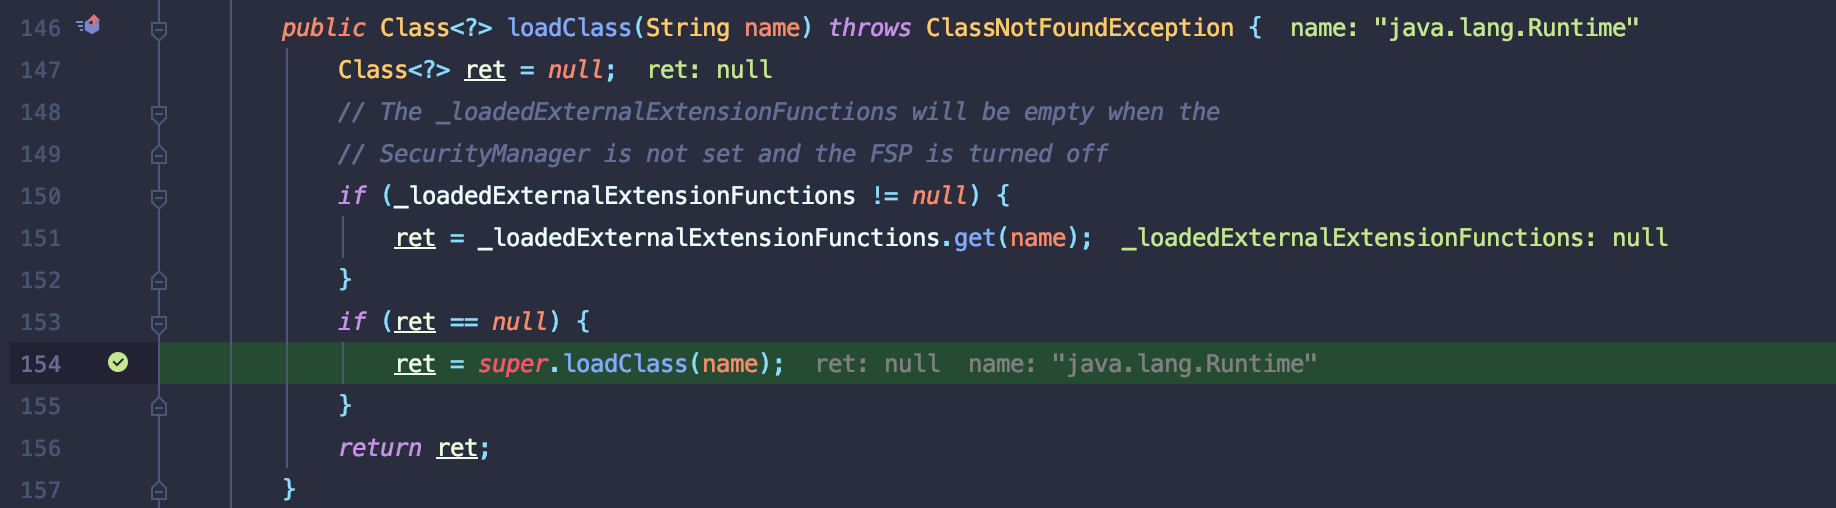 146 public Class<?> loadClass(String name) throws ClassNotFoundException { name: "java.lang.Runtime"
147 Class<?> ret = null; ret: null
148 // The _loadedExternalExtensionFunctions will be empty when the
149 // SecurityManager is not set and the FSP is turned off
150 if (_loadedExternalExtensionFunctions != null) {
151 ret = _loadedExternalExtensionFunctions.get(name); _loadedExternalExtensionFunctions: null
152 }
153 if (ret == null) {
154 ret = super.loadClass(name); ret: null name: "java.lang.Runtime"
155 }
156 return ret;
157 }